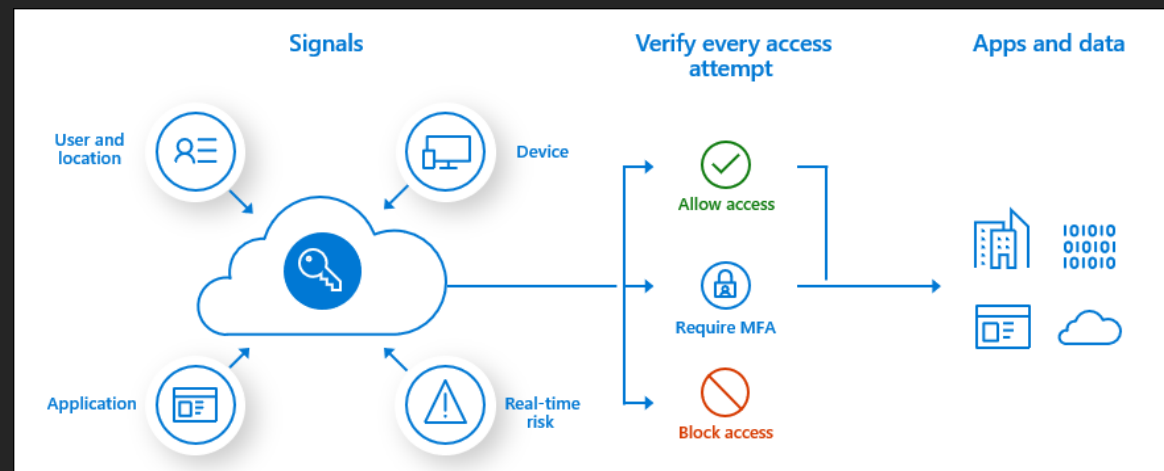 Signals
Verify every access
attempt
Apps and data
User and
location
Device
Allow access
101010
010101
101010
Require MFA
Application
Real-time
risk
Block access